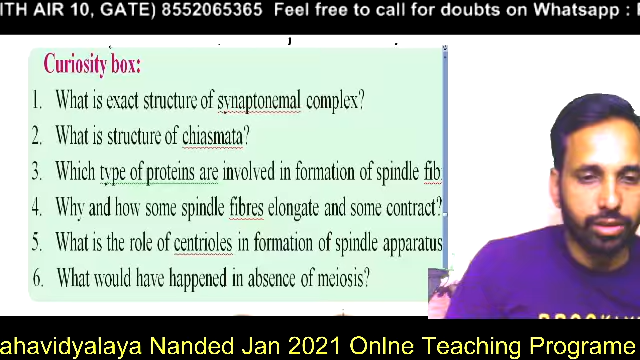 ITH AIR 10, GATE) 8552065365 Feel free to call for doubts on Whatsapp :
Curiosity box:
1. What is exact structure of synaptonemal complex?
2. What is structure of chiasmata?
3. Which type of proteins are involved in formation of spindle fib
4. Why and how some spindle fibres elongate and some contract?
5. What is the role of centrioles in formation of spindle apparatus
6. What would have happened in absence of meiosis?
ahavidyalaya Nanded Jan 2021 OnIne Teaching Programe